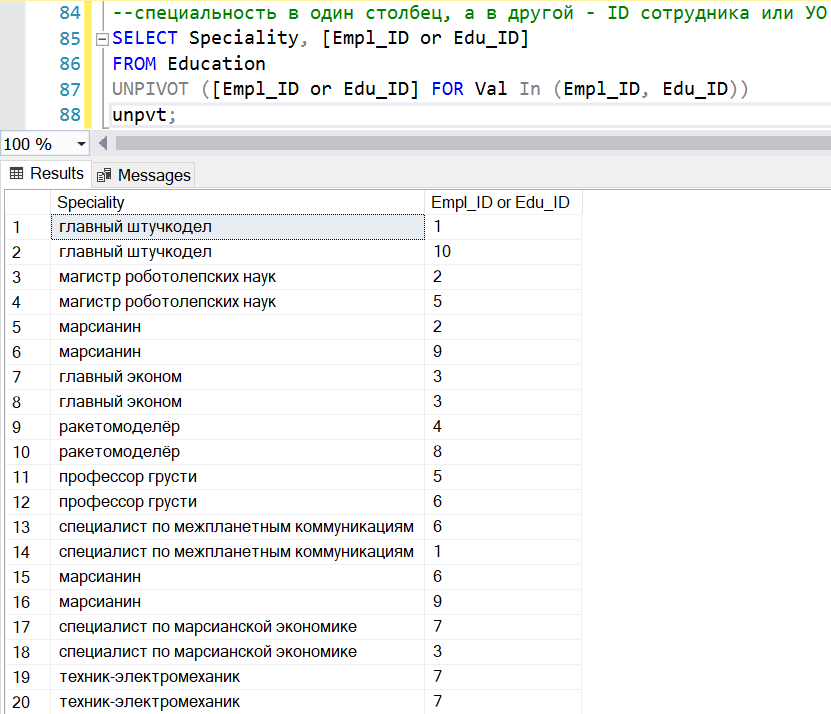 84 --специальность в один столбец, а в другой - ID сотрудника или УО
85 SELECT Speciality, [Empl_ID or Edu_ID]
86 FROM Education
87 UNPIVOT ([Empl_ID or Edu_ID] FOR Val In (Empl_ID, Edu_ID))
88 unpvt;
100 %
Results Messages
Speciality Empl_ID or Edu_ID
1 главный штучкодел 1
2 главный штучкодел 10
3 магистр роботолепских наук 2
4 магистр роботолепских наук 5
5 марсианин 2
6 марсианин 9
7 главный эконом 3
8 главный эконом 3
9 ракетомоделёр 4
10 ракетомоделёр 8
11 профессор грусти 5
12 профессор грусти 6
13 специалист по межпланетным коммуникациям 6
14 специалист по межпланетным коммуникациям 1
15 марсианин 6
16 марсианин 9
17 специалист по марсианской экономике 7
18 специалист по марсианской экономике 3
19 техник-электромеханик 7
20 техник-электромеханик 7